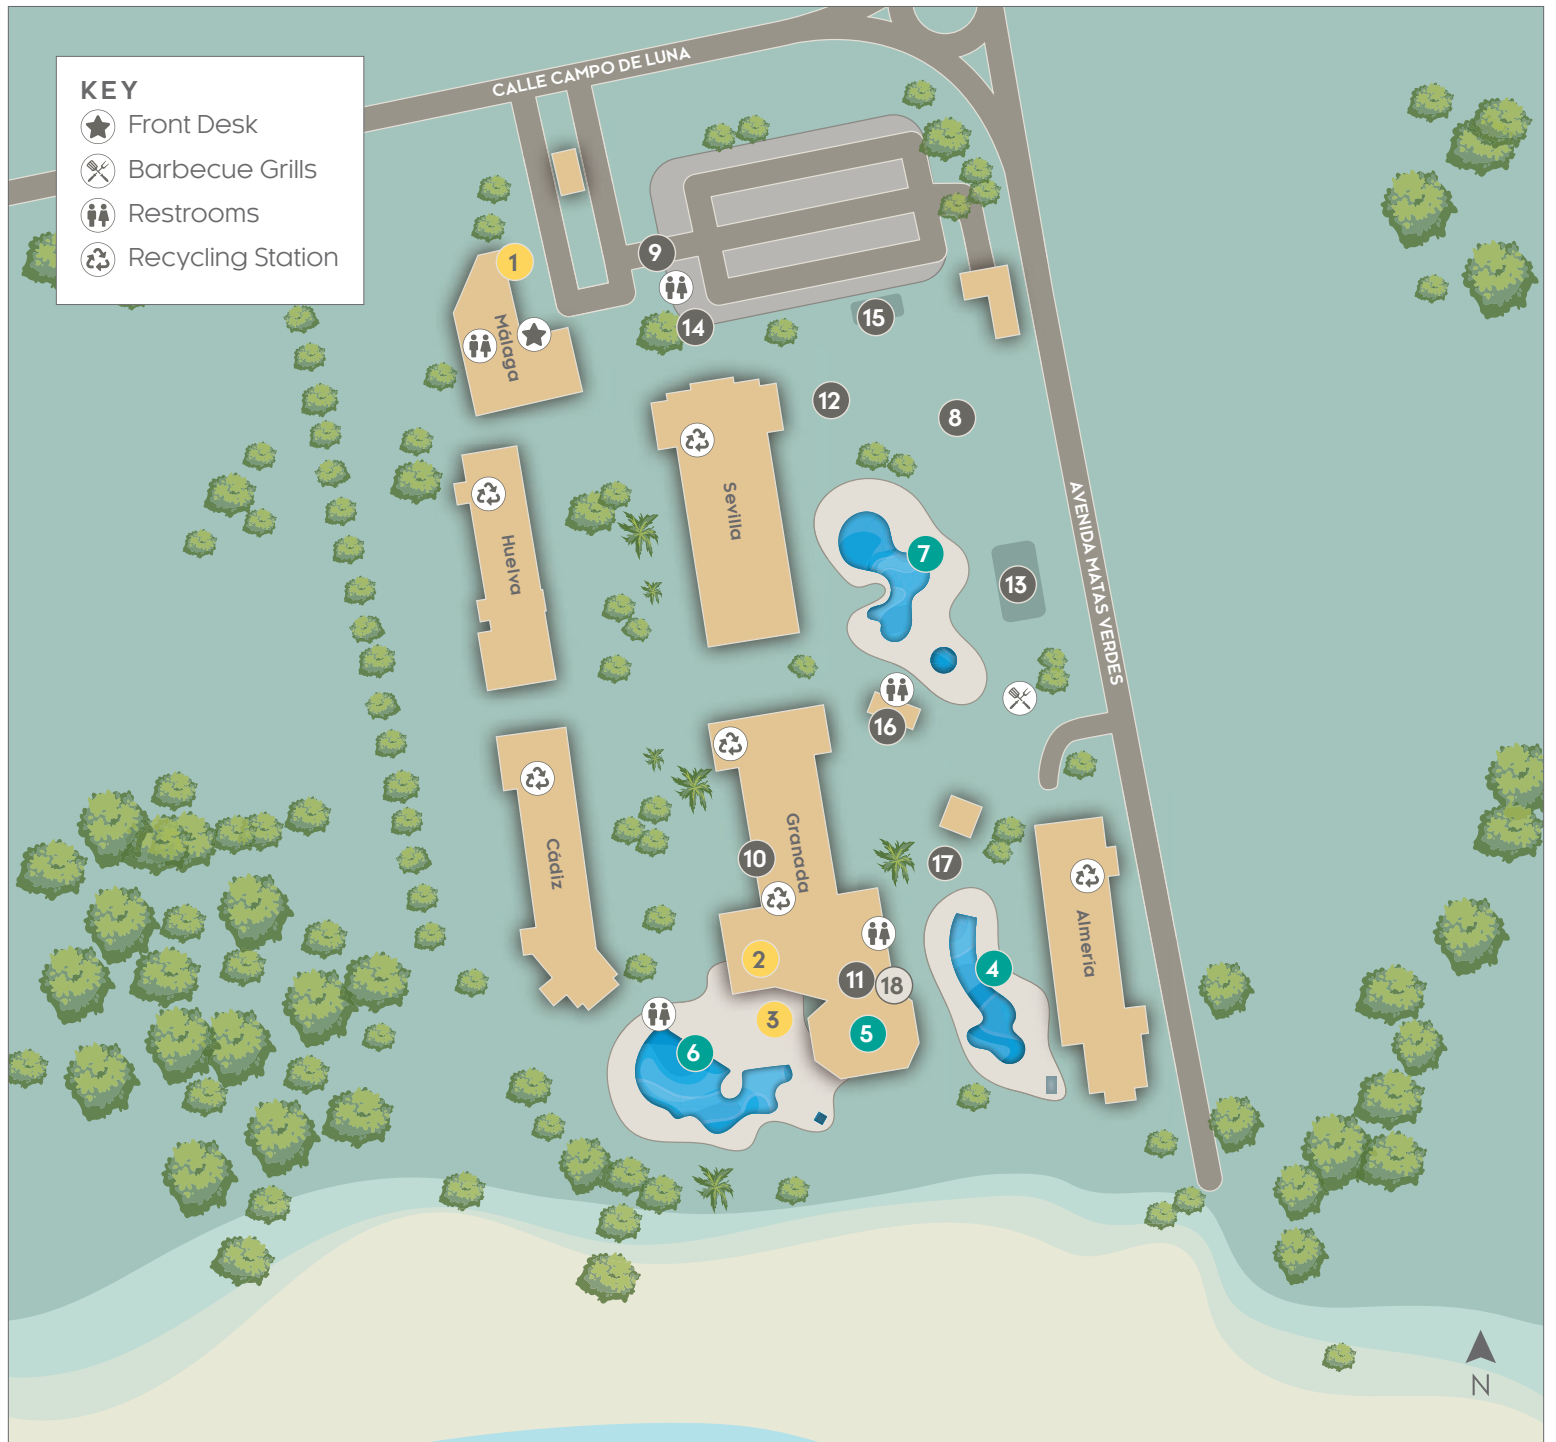 CALLE CAMPO DE LUNA
KEY
Front Desk
Barbecue Grills
Restrooms
Recycling Station
1
9
14
15
Málaga
12
8
Sevilla
Huelva
7
13
AVENIDA MATAS VERDES
16
Granada
10
17
Cádiz
Almería
2
11
18
4
3
5
6
N